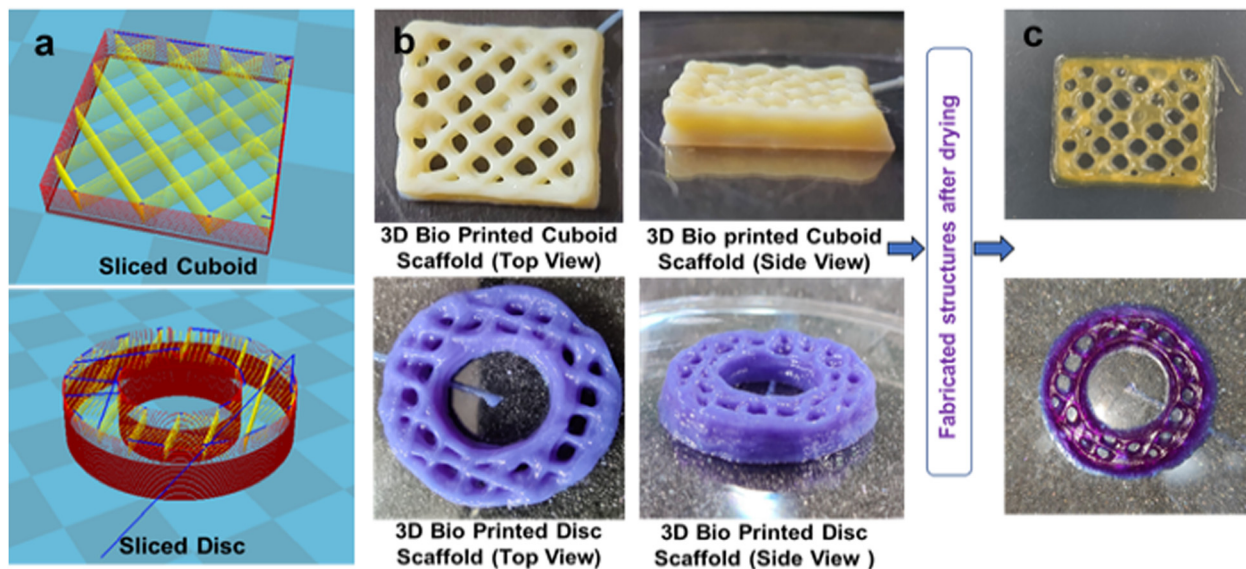 a
Sliced Cuboid
Sliced Disc
b
3D Bio Printed Cuboid
Scaffold (Top View)
3D Bio printed Cuboid
Scaffold (Side View)
3D Bio Printed Disc
Scaffold (Top View)
3D Bio Printed Disc
Scaffold (Side View )
Fabricated structures after drying
c